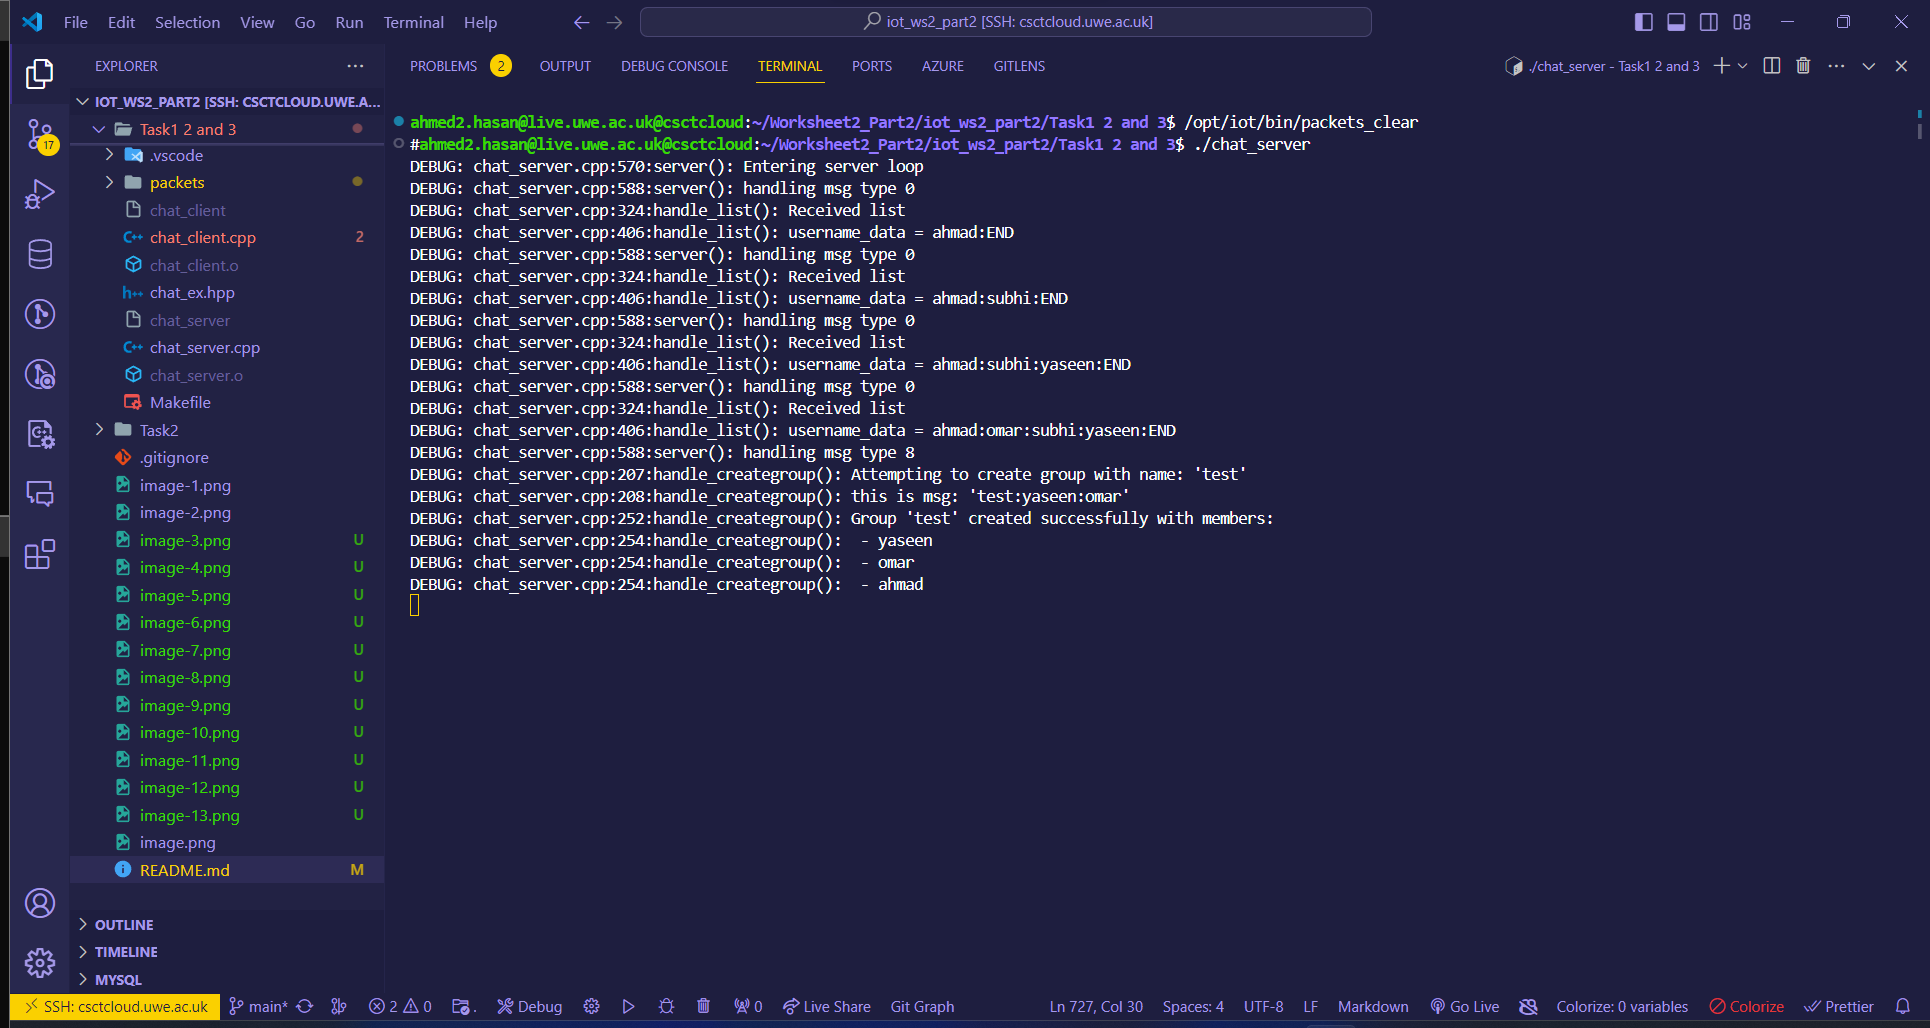 File Edit Selection View Go Run Terminal Help
iot_ws2_part2 [SSH: csctcloud.uwe.ac.uk]
EXPLORER
PROBLEMS 2 OUTPUT DEBUG CONSOLE TERMINAL PORTS AZURE GITLENS
./chat_server - Task1 2 and 3
17
IOT_WS2_PART2 [SSH: CSCTCLOUD.UWE.A...
Task1 2 and 3
.vscode
packets
chat_client
chat_client.cpp 2
chat_client.o
chat_ex.hpp
chat_server
chat_server.cpp
chat_server.o
Makefile
Task2
.gitignore
image-1.png
image-2.png
image-3.png U
image-4.png U
image-5.png U
image-6.png U
image-7.png U
image-8.png U
image-9.png U
image-10.png U
image-11.png U
image-12.png U
image-13.png U
image.png
README.md M
OUTLINE
TIMELINE
MYSQL
ahmed2.hasan@live.uwe.ac.uk@csctcloud:~/Worksheet2_Part2/iot_ws2_part2/Task1 2 and 3$ /opt/iot/bin/packets_clear
#ahmed2.hasan@live.uwe.ac.uk@csctcloud:~/Worksheet2_Part2/iot_ws2_part2/Task1 2 and 3$ ./chat_server
DEBUG: chat_server.cpp:570:server(): Entering server loop
DEBUG: chat_server.cpp:588:server(): handling msg type 0
DEBUG: chat_server.cpp:324:handle_list(): Received list
DEBUG: chat_server.cpp:406:handle_list(): username_data = ahmad:END
DEBUG: chat_server.cpp:588:server(): handling msg type 0
DEBUG: chat_server.cpp:324:handle_list(): Received list
DEBUG: chat_server.cpp:406:handle_list(): username_data = ahmad:subhi:END
DEBUG: chat_server.cpp:588:server(): handling msg type 0
DEBUG: chat_server.cpp:324:handle_list(): Received list
DEBUG: chat_server.cpp:406:handle_list(): username_data = ahmad:subhi:yaseen:END
DEBUG: chat_server.cpp:588:server(): handling msg type 0
DEBUG: chat_server.cpp:324:handle_list(): Received list
DEBUG: chat_server.cpp:406:handle_list(): username_data = ahmad:omar:subhi:yaseen:END
DEBUG: chat_server.cpp:588:server(): handling msg type 8
DEBUG: chat_server.cpp:207:handle_creategroup(): Attempting to create group with name: 'test'
DEBUG: chat_server.cpp:208:handle_creategroup(): this is msg: 'test:yaseen:omar'
DEBUG: chat_server.cpp:252:handle_creategroup(): Group 'test' created successfully with members:
DEBUG: chat_server.cpp:254:handle_creategroup():  - yaseen
DEBUG: chat_server.cpp:254:handle_creategroup():  - omar
DEBUG: chat_server.cpp:254:handle_creategroup():  - ahmad
SSH: csctcloud.uwe.ac.uk main* 2 0 Debug 0 Live Share Git Graph Ln 727, Col 30 Spaces: 4 UTF-8 LF Markdown Go Live Colorize: 0 variables Colorize Prettier